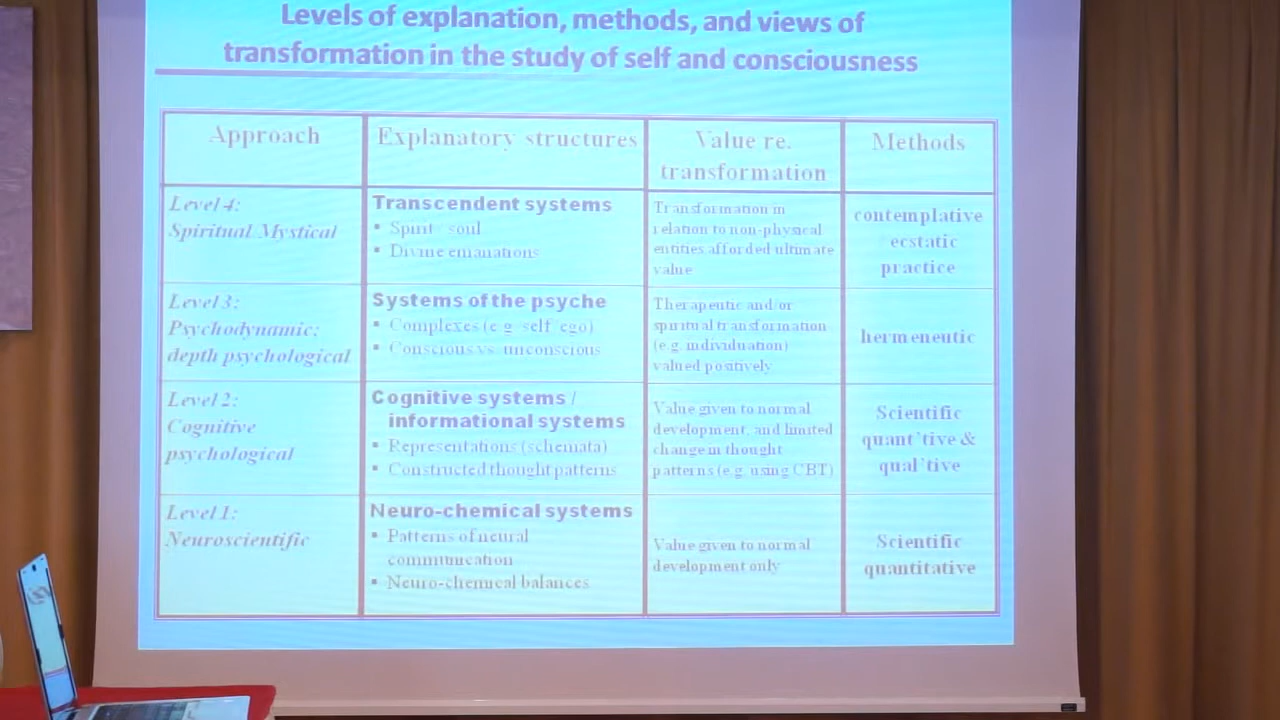 Levels of explanation, methods, and views of
transformation in the study of self and consciousness
Approach
Explanatory structures
Value re.
transformation
Methods
Level 4:
Spiritual Mystical
Transcendent systems
▪ Spirit soul
▪ Divine emanations
Transformation in
relation to non-physical
entities afforded ultimate
value
contemplative
ecstatic
practice
Level 3:
Psychodynamic;
depth psychological
Systems of the psyche
▪ Complexes (e.g. self ego)
▪ Conscious vs. unconscious
Therapeutic and/or
spiritual transformation
(e.g. individuation)
valued positively
hermeneutic
Level 2:
Cognitive
psychological
Cognitive systems /
informational systems
▪ Representations (schemata)
▪ Constructed thought patterns
Value given to normal
development, and limited
change in thought
patterns (e.g. using CBT)
Scientific
quant'tive &
qual'tive
Level 1:
Neuroscientific
Neuro-chemical systems
▪ Patterns of neural
communication
▪ Neuro-chemical balances
Value given to normal
development only
Scientific
quantitative